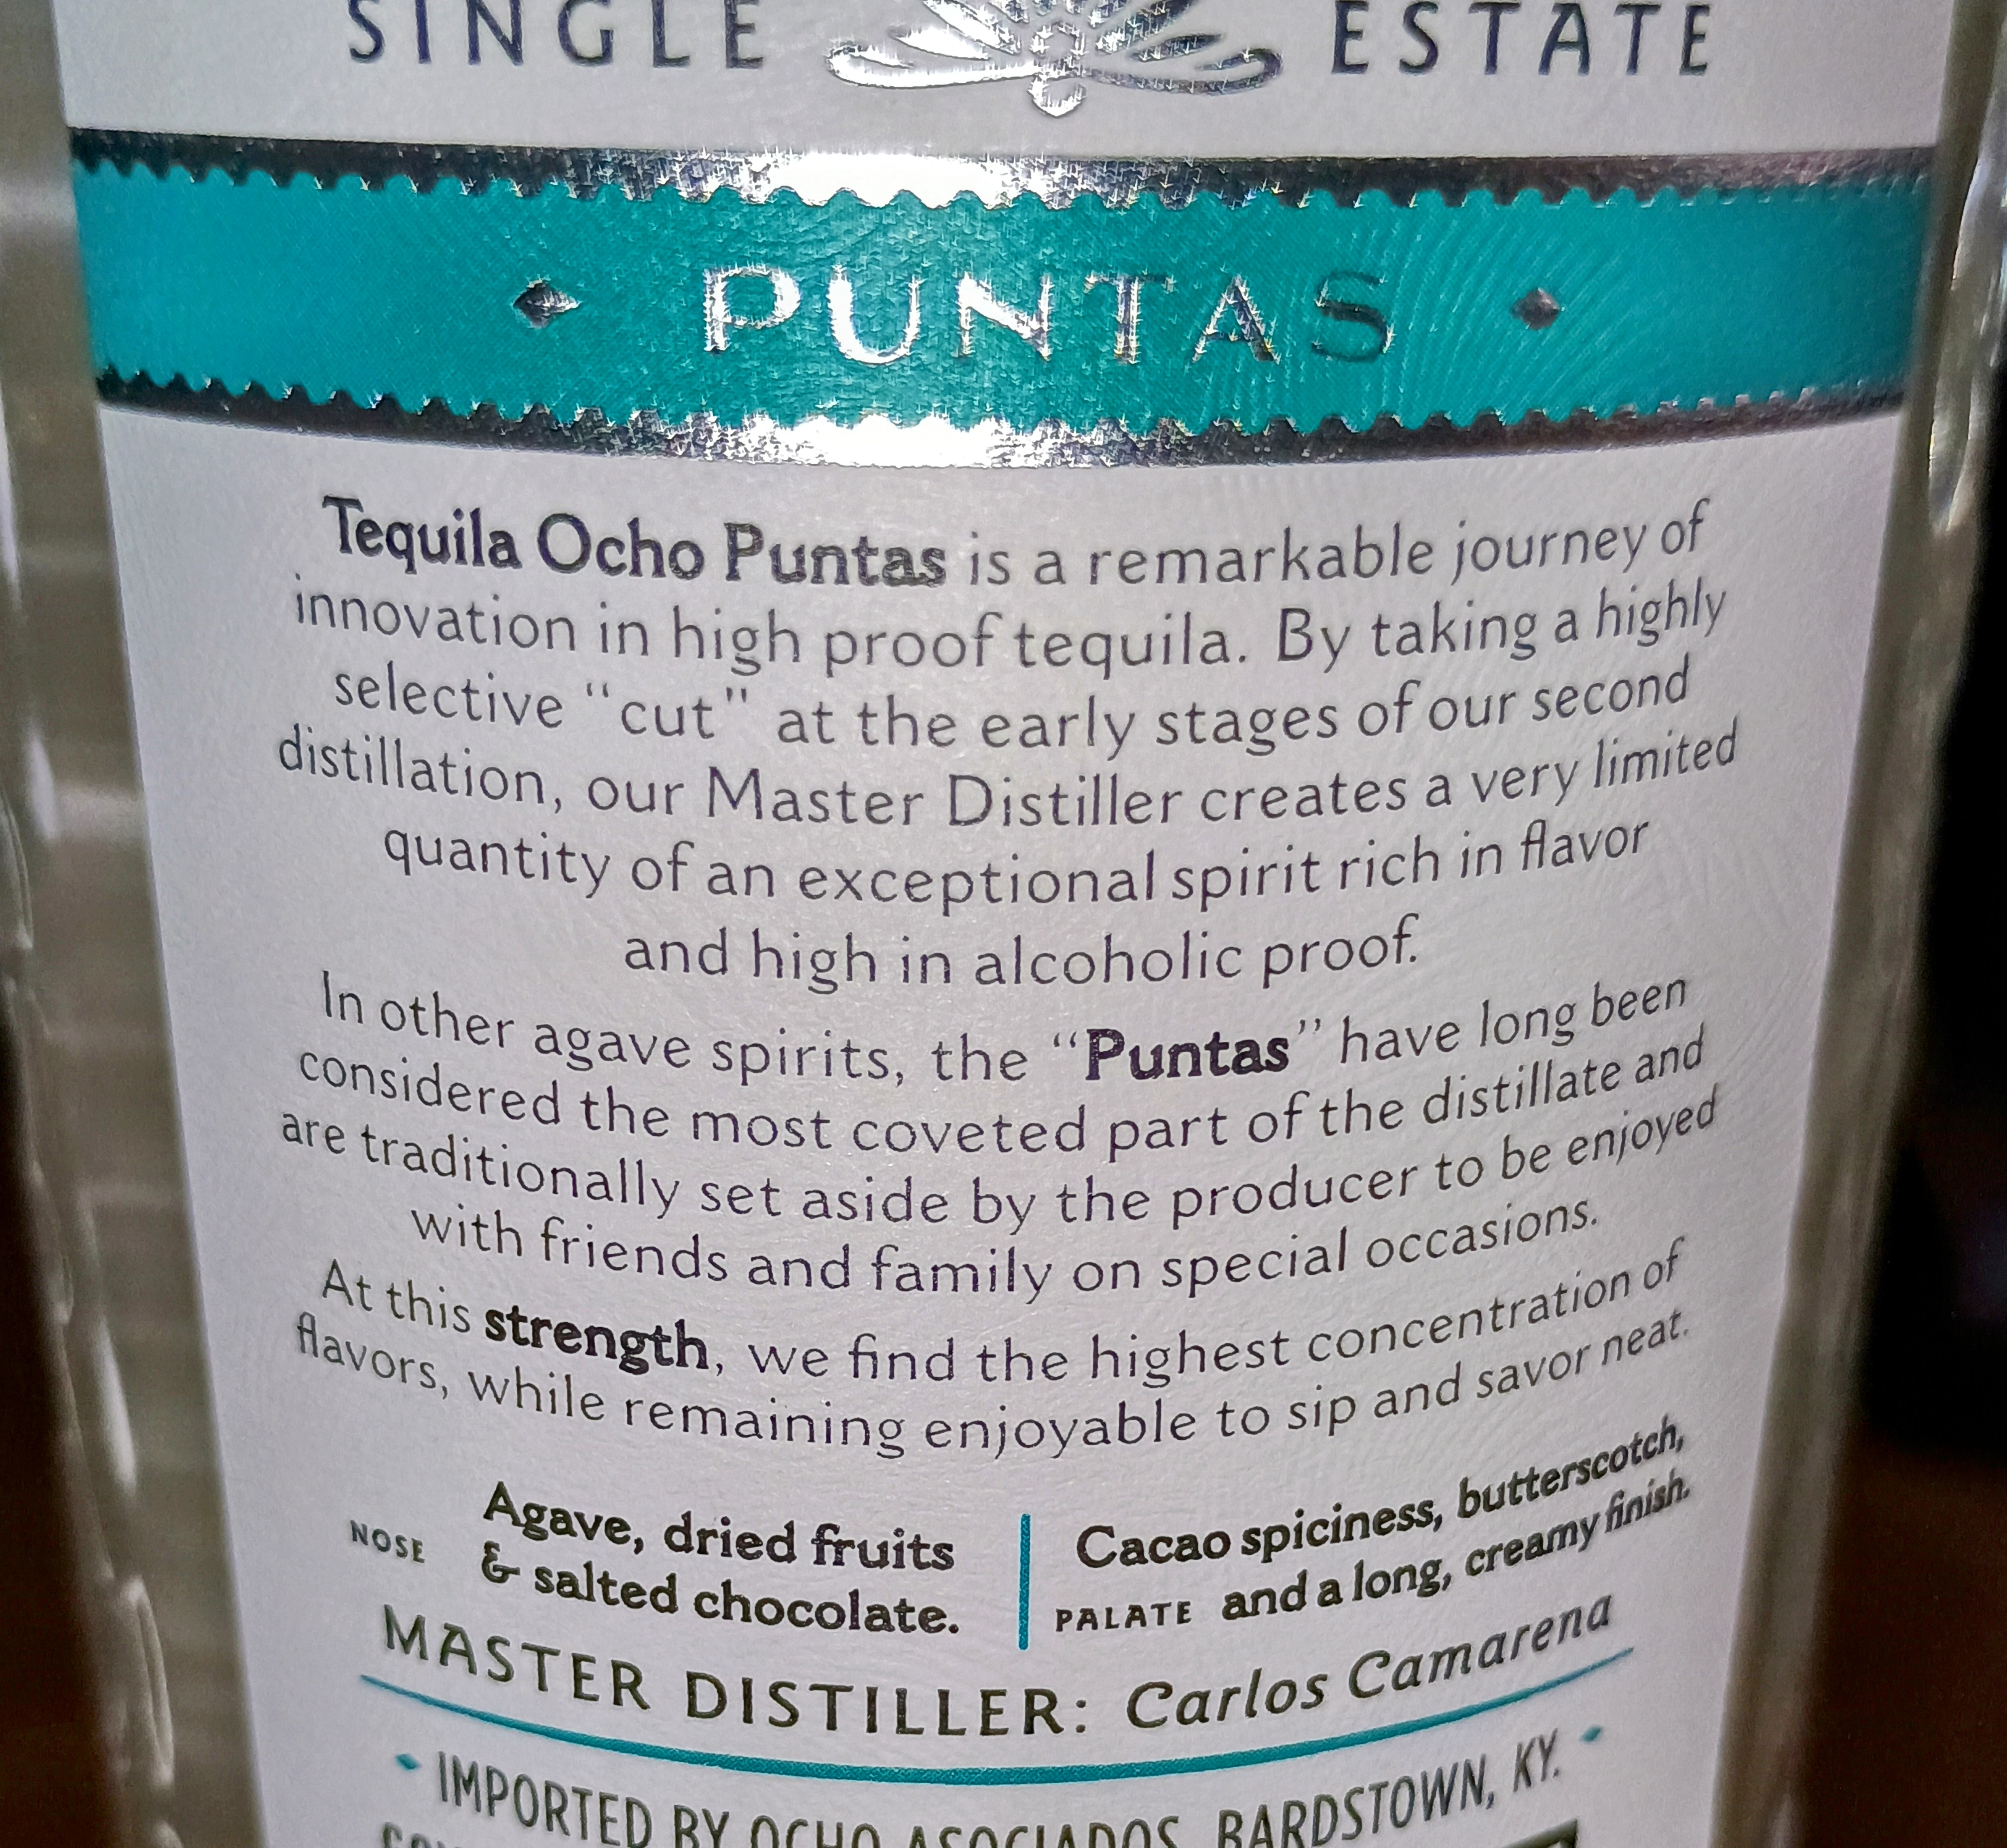 SINGLE ESTATE
PUNTAS
Tequila Ocho Puntas is a remarkable journey of
innovation in high proof tequila. By taking a highly
selective “cut” at the early stages of our second
distillation, our Master Distiller creates a very limited
quantity of an exceptional spirit rich in flavor
and high in alcoholic proof.
In other agave spirits, the “Puntas” have long been
considered the most coveted part of the distillate and
are traditionally set aside by the producer to be enjoyed
with friends and family on special occasions.
At this strength, we find the highest concentration of
flavors, while remaining enjoyable to sip and savor neat.
NOSE Agave, dried fruits
& salted chocolate.
Cacao spiciness, butterscotch,
PALATE and a long, creamy finish.
MASTER DISTILLER: Carlos Camarena
IMPORTED BY OCHO ASOCIADOS, BARDSTOWN, KY.